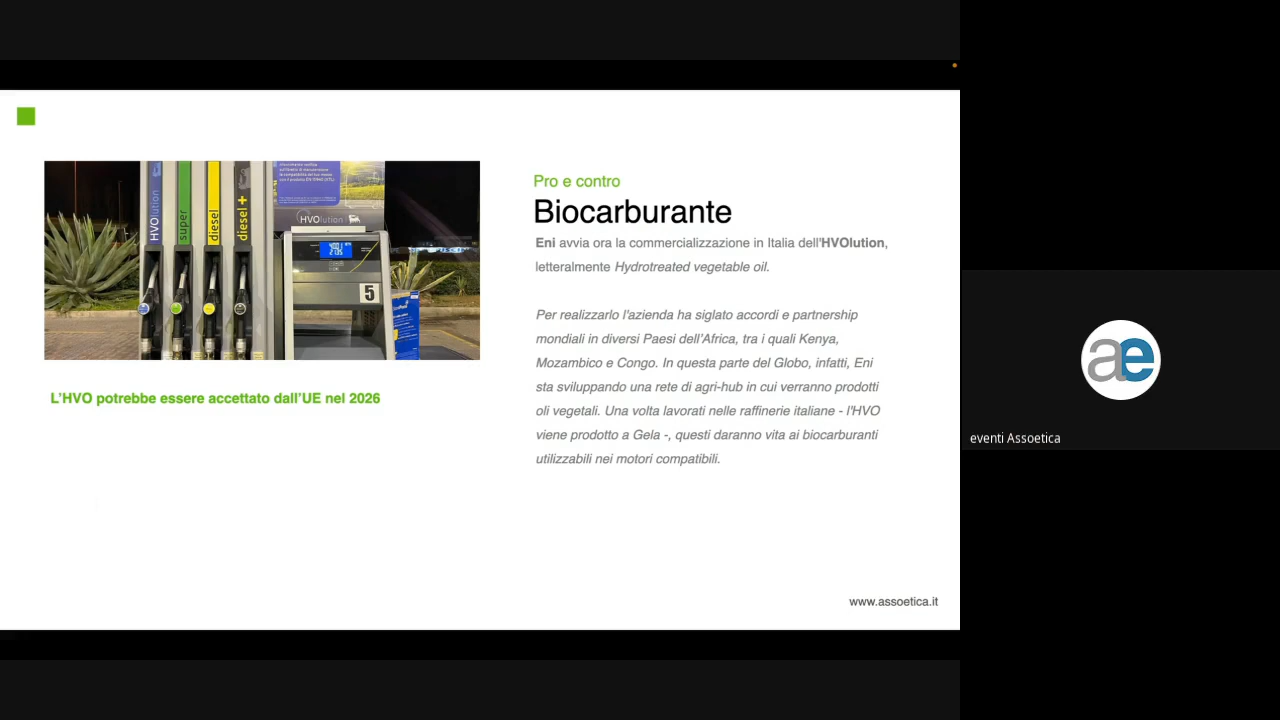 HVOlution
super
diesel
diesel +
HVOlution
5
L'HVO potrebbe essere accettato dall'UE nel 2026
Pro e contro
Biocarburante
Eni avvia ora la commercializzazione in Italia dell'HVOlution,
letteralmente Hydrotreated vegetable oil.
Per realizzarlo l'azienda ha siglato accordi e partnership
mondiali in diversi Paesi dell'Africa, tra i quali Kenya,
Mozambico e Congo. In questa parte del Globo, infatti, Eni
sta sviluppando una rete di agri-hub in cui verranno prodotti
oli vegetali. Una volta lavorati nelle raffinerie italiane - l'HVO
viene prodotto a Gela -, questi daranno vita ai biocarburanti
utilizzabili nei motori compatibili.
www.assoetica.it
ae
eventi Assoetica